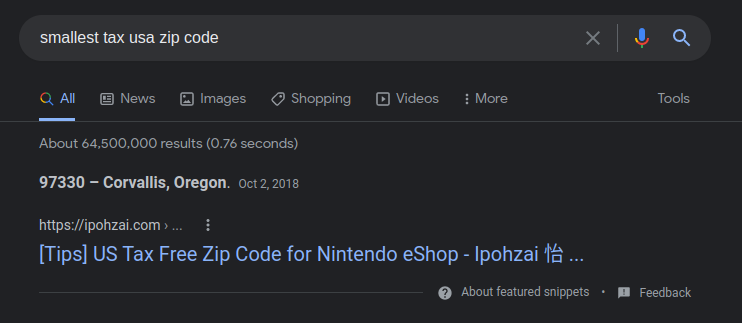 smallest tax usa zip code
All News Images Shopping Videos More Tools
About 64,500,000 results (0.76 seconds)
97330 – Corvallis, Oregon. Oct 2, 2018
https://ipohzai.com › ...
[Tips] US Tax Free Zip Code for Nintendo eShop - Ipohzai 怡 ...
About featured snippets • Feedback